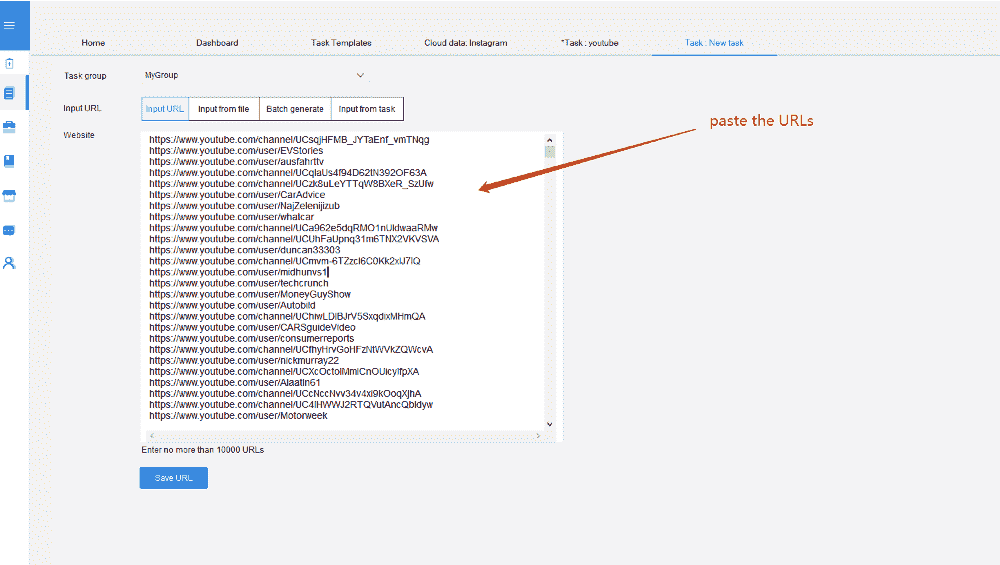 Home Dashboard Task Templates Cloud data: Instagram *Task : youtube Task : New task
Task group MyGroup
Input URL Input URL Input from file Batch generate Input from task
Website
https://www.youtube.com/channel/UCsqjHFMB_JYTaEnf_vmTNqg
https://www.youtube.com/user/EVStories
https://www.youtube.com/user/ausfahrttv
https://www.youtube.com/channel/UCqlaUs4f94D62tN392OF63A
https://www.youtube.com/channel/UCzk8uLeYTTqW8BXeR_SzUfw
https://www.youtube.com/user/CarAdvice
https://www.youtube.com/user/NajZelenijizub
https://www.youtube.com/user/whatcar
https://www.youtube.com/channel/UCa962e5dqRMO1nUldwaaRMw
https://www.youtube.com/channel/UCUhFaUpnq31m6TNX2VKVSVA
https://www.youtube.com/user/duncan33303
https://www.youtube.com/channel/UCmvm-6TZzcl6C0Kk2xlJ7IQ
https://www.youtube.com/user/midhunvs1
https://www.youtube.com/user/techcrunch
https://www.youtube.com/user/MoneyGuyShow
https://www.youtube.com/user/Autobild
https://www.youtube.com/channel/UChiwLDIBJrV5SxqdixMHmQA
https://www.youtube.com/user/CARSguideVideo
https://www.youtube.com/user/consumerreports
https://www.youtube.com/channel/UCfhyHrvGoHFzNtWVkZQWcvA
https://www.youtube.com/user/nickmurray22
https://www.youtube.com/channel/UCXcOctolMmlCnOUicyifpXA
https://www.youtube.com/user/Alaatin61
https://www.youtube.com/channel/UCcNccNvv34v4xi9kOoqXjhA
https://www.youtube.com/channel/UC4IHWWJ2RTQVutAncQbldyw
https://www.youtube.com/user/Motorweek
paste the URLs
Enter no more than 10000 URLs
Save URL